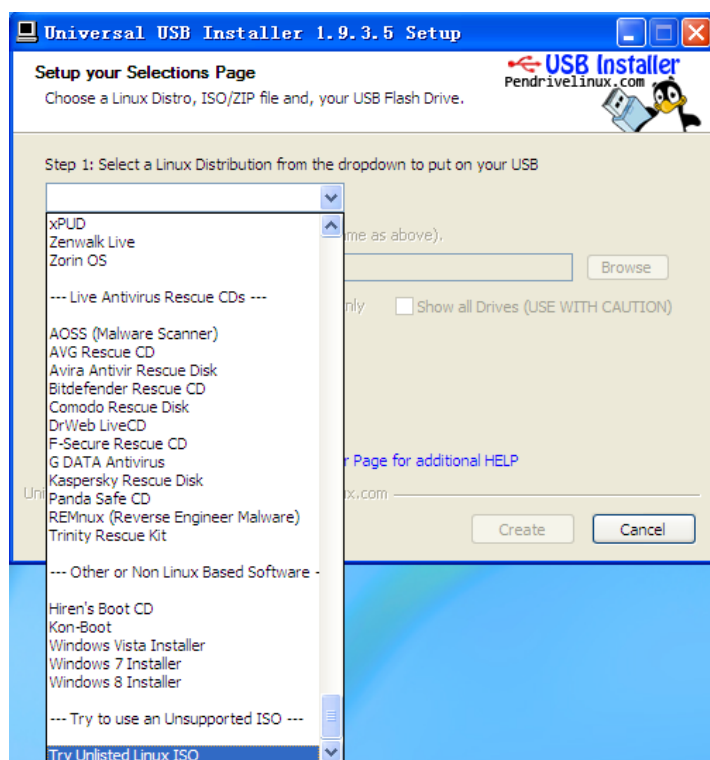 Universal USB Installer 1.9.3.5 Setup
Setup your Selections Page
Choose a Linux Distro, ISO/ZIP file and, your USB Flash Drive.
USB Installer
Pendrivelinux.com
Step 1: Select a Linux Distribution from the dropdown to put on your USB
xPUD
Zenwalk Live
Zorin OS
--- Live Antivirus Rescue CDs ---
AOSS (Malware Scanner)
AVG Rescue CD
Avira Antivir Rescue Disk
Bitdefender Rescue CD
Comodo Rescue Disk
DrWeb LiveCD
F-Secure Rescue CD
G DATA Antivirus
Kaspersky Rescue Disk
Panda Safe CD
REMnux (Reverse Engineer Malware)
Trinity Rescue Kit
--- Other or Non Linux Based Software -
Hiren's Boot CD
Kon-Boot
Windows Vista Installer
Windows 7 Installer
Windows 8 Installer
--- Try to use an Unsupported ISO ---
Try Unlisted Linux ISO
as above).
Browse
Show all Drives (USE WITH CAUTION)
Page for additional HELP
.com
Create
Cancel